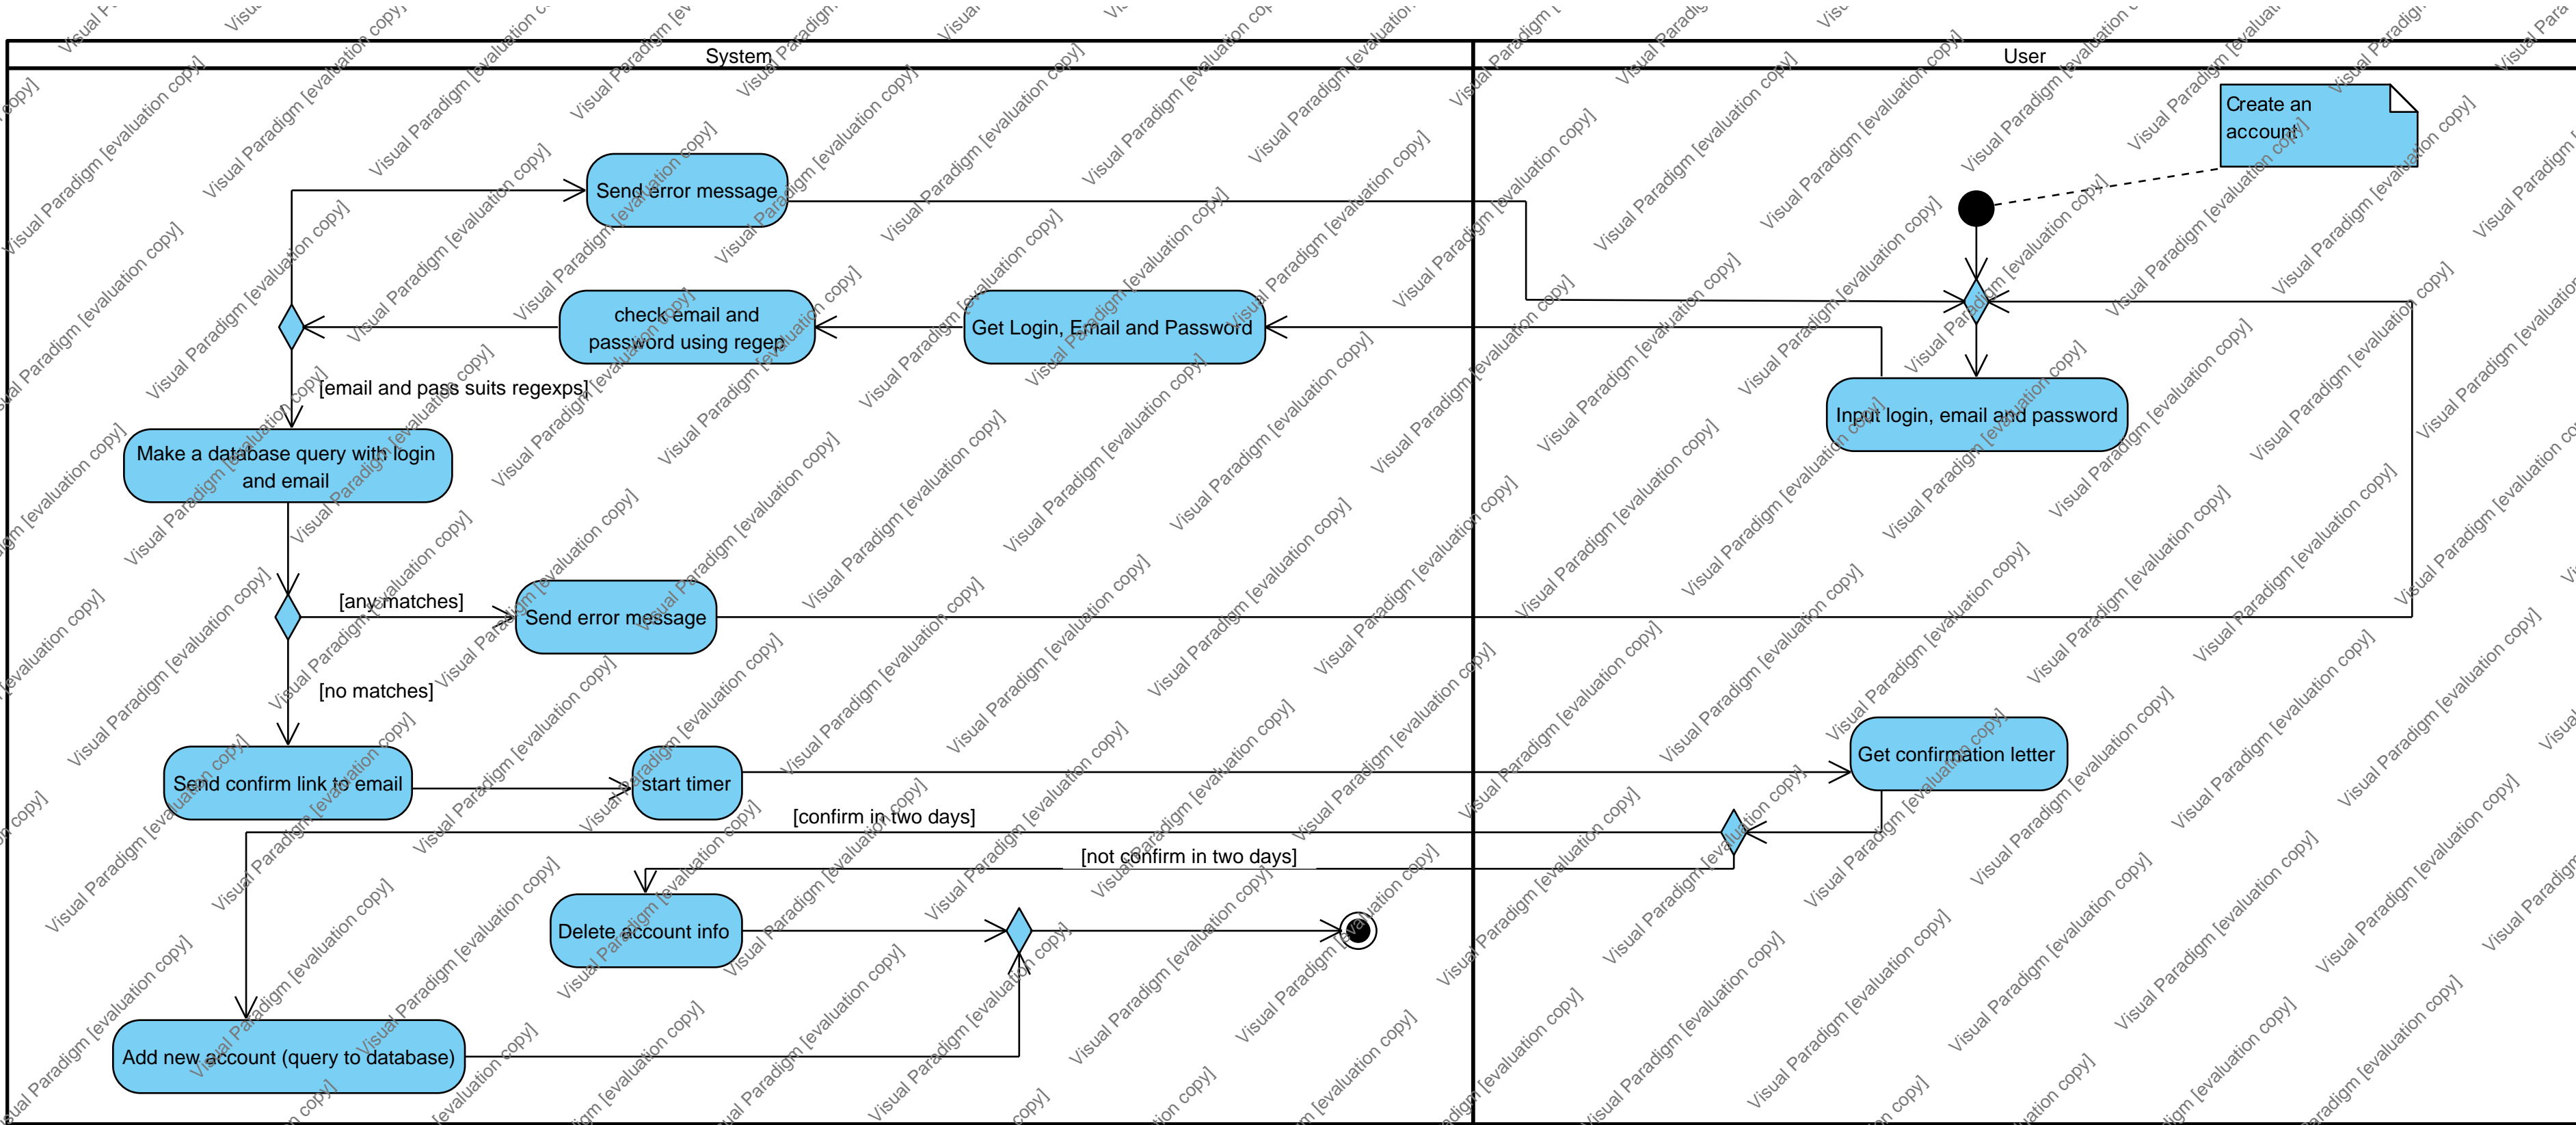 System
User
Create an
account
Send error message
check email and
password using regep
Get Login, Email and Password
[email and pass suits regexps]
Input login, email and password
Make a database query with login
and email
[any matches]
Send error message
[no matches]
Send confirm link to email
start timer
Get confirmation letter
[confirm in two days]
[not confirm in two days]
Delete account info
Add new account (query to database)
Visual Paradigm [evaluation copy]